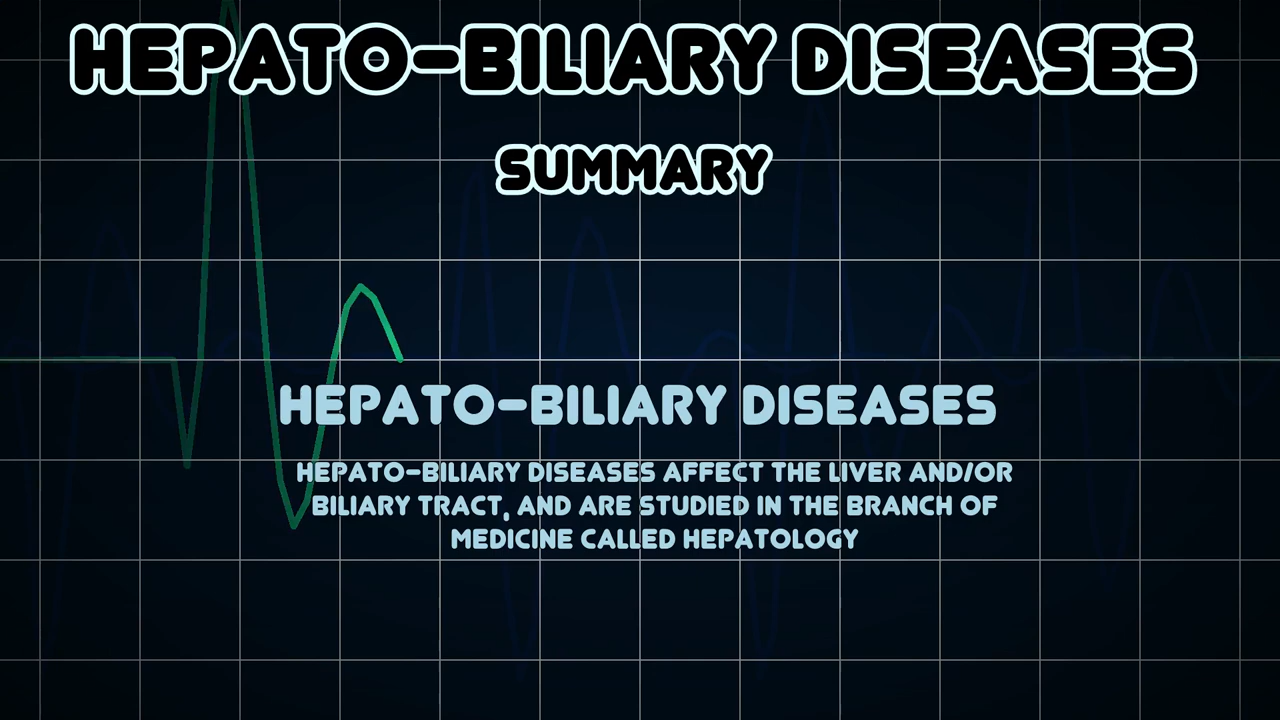 HEPATO-BILIARY DISEASES
SUMMARY
HEPATO-BILIARY DISEASES
HEPATO-BILIARY DISEASES AFFECT THE LIVER AND/OR
BILIARY TRACT, AND ARE STUDIED IN THE BRANCH OF
MEDICINE CALLED HEPATOLOGY